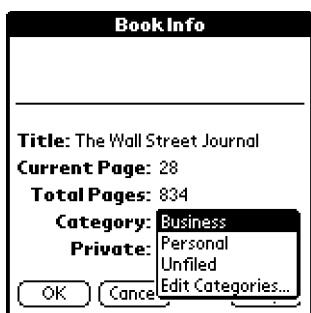 Book Info
Title: The Wall Street Journal
Current Page: 28
Total Pages: 834
Category: Business
Private: Personal
Unfiled
Edit Categories...
OK